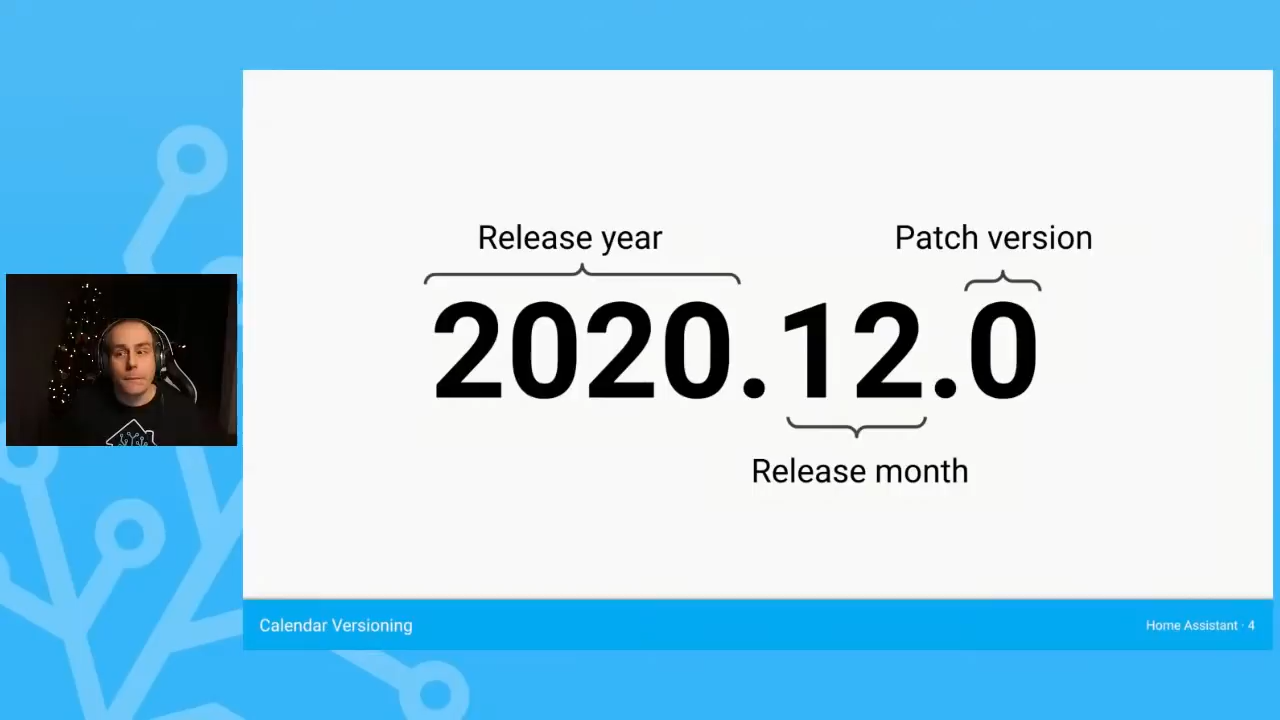 Release year
Patch version
2020.12.0
Release month
Calendar Versioning
Home Assistant · 4